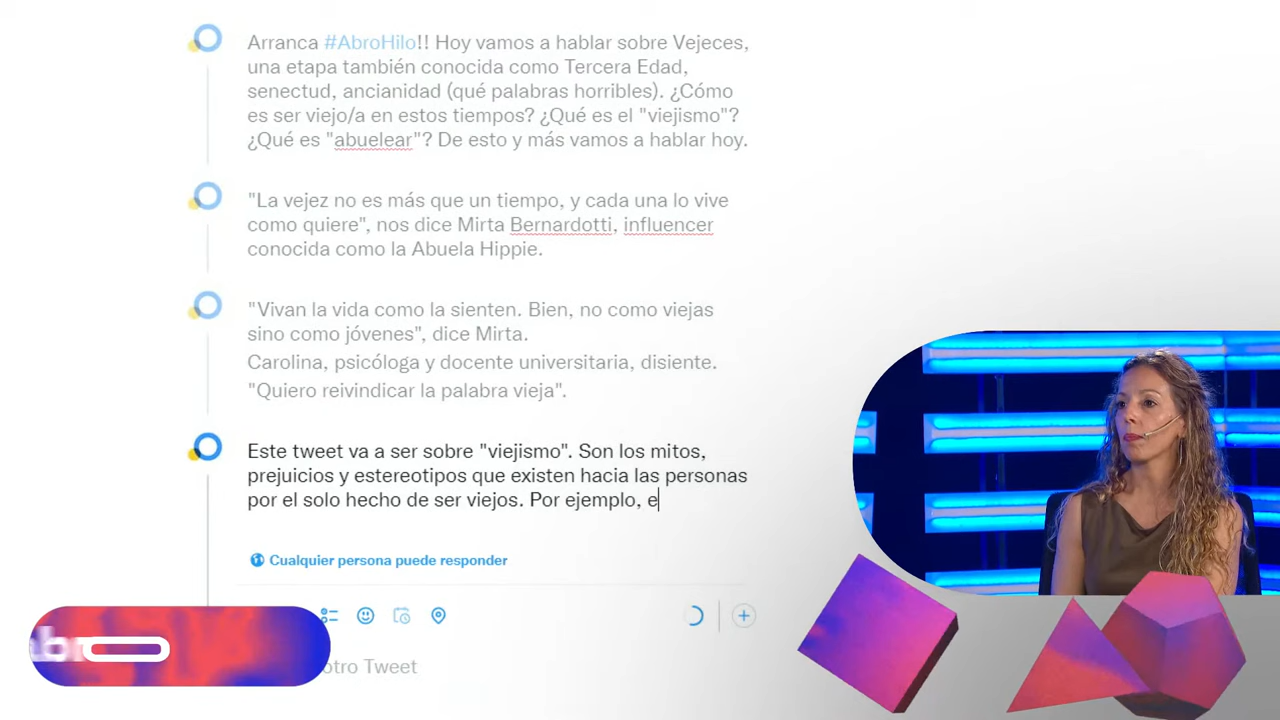 Arranca #AbroHilo!! Hoy vamos a hablar sobre Vejeces,
una etapa también conocida como Tercera Edad,
senectud, ancianidad (qué palabras horribles). ¿Cómo
es ser viejo/a en estos tiempos? ¿Qué es el "viejismo"?
¿Qué es "abuelear"? De esto y más vamos a hablar hoy.
"La vejez no es más que un tiempo, y cada una lo vive
como quiere", nos dice Mirta Bernardotti, influencer
conocida como la Abuela Hippie.
"Vivan la vida como la sienten. Bien, no como viejas
sino como jóvenes", dice Mirta.
Carolina, psicóloga y docente universitaria, disiente.
"Quiero reivindicar la palabra vieja".
Este tweet va a ser sobre "viejismo". Son los mitos,
prejuicios y estereotipos que existen hacia las personas
por el solo hecho de ser viejos. Por ejemplo, e
Cualquier persona puede responder
otro Tweet